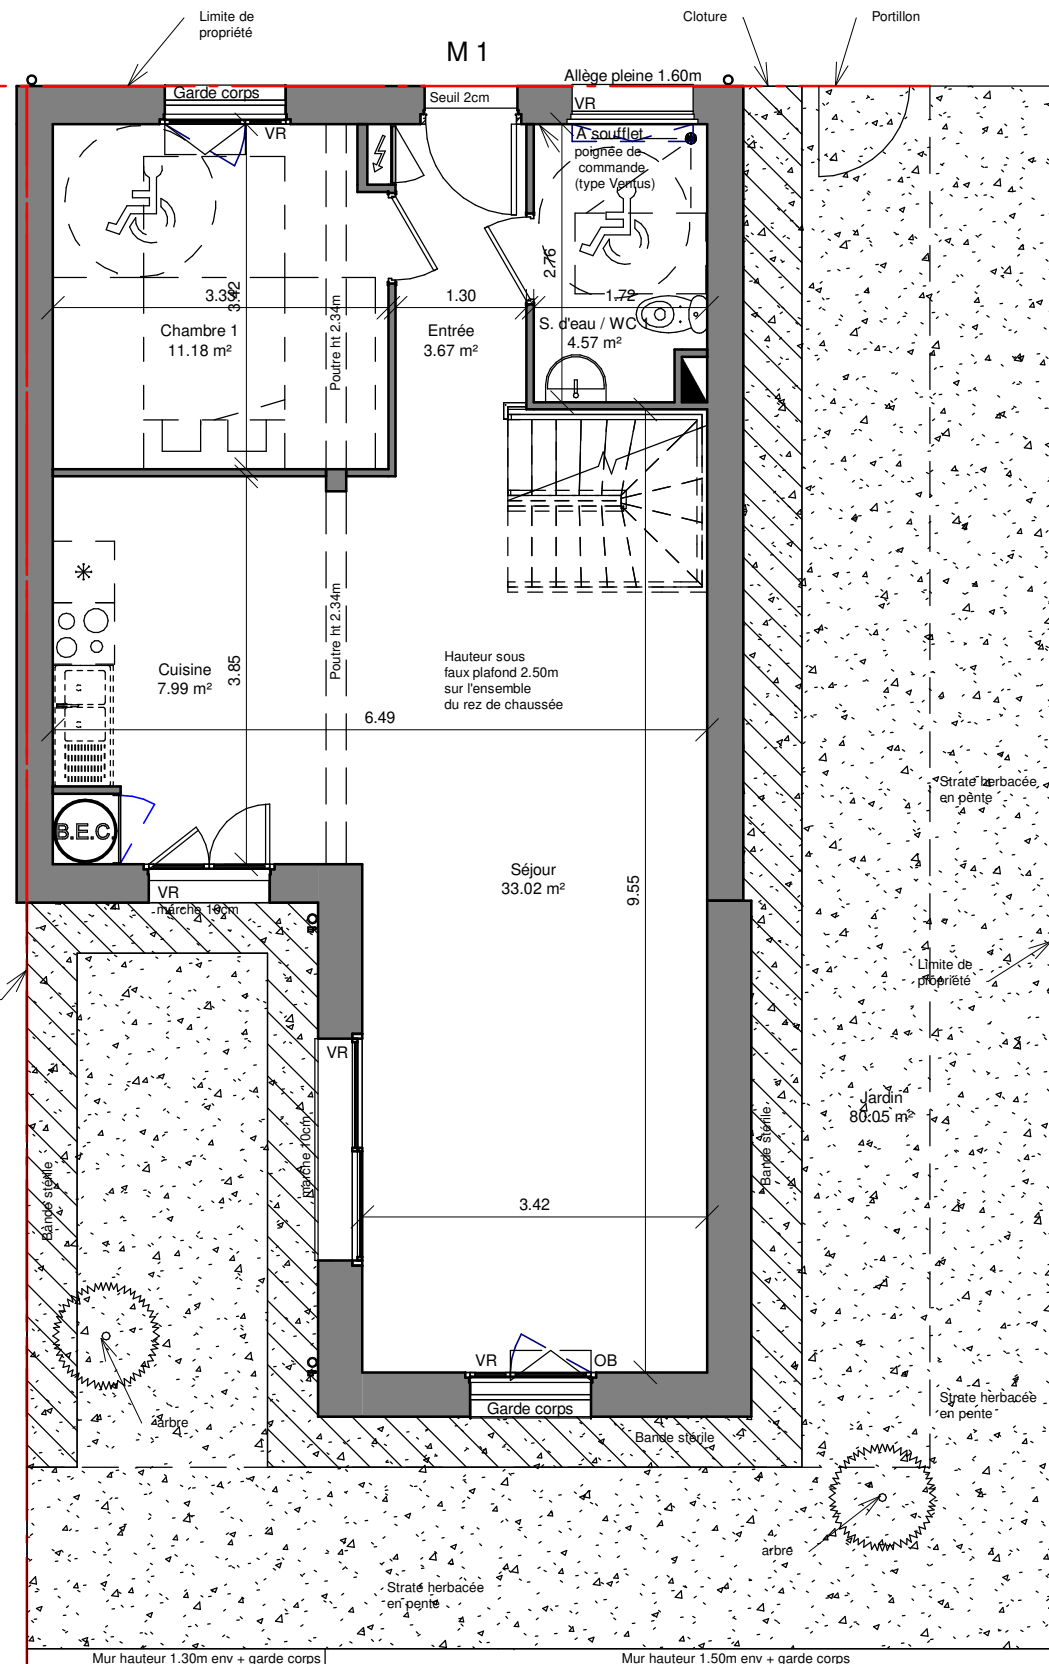 Limite de
propriété
M 1
Cloture
Portillon
Allège pleine 1.60m
Garde corps
VR
Seuil 2cm
VR
A soufflet
poignée de
commande
(type Ventus)
3.33
3.42
Chambre 1
11.18 m²
Poutre ht 2.34m
1.30
Entrée
3.67 m²
2.76
1.72
S. d'eau / WC 1
4.57 m²
Poutre ht 2.34m
Cuisine
7.99 m²
3.85
Hauteur sous
faux plafond 2.50m
sur l'ensemble
du rez de chaussée
6.49
Strate herbacée
en pente
B.E.C.
VR
marche 10cm
Séjour
33.02 m²
9.55
Limite de
propriété
VR
marche 10cm
Bande stérile
Bande stérile
Jardin
80.05 m²
3.42
VR
OB
Garde corps
Bande stérile
arbre
Strate herbacée
en pente
arbre
Strate herbacée
en pente
Mur hauteur 1.30m env + garde corps
Mur hauteur 1.50m env + garde corps